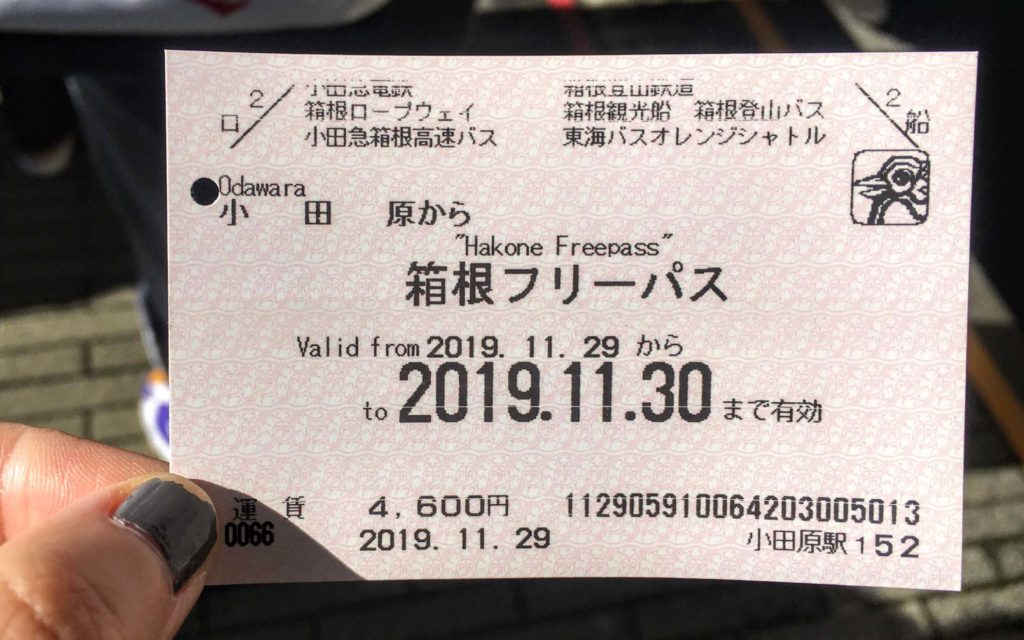 小田急電鉄 箱根登山鉄道
2 箱根ロープウェイ 箱根観光船 箱根登山バス 2
ロ 小田急箱根高速バス 東海バスオレンジシャトル 船
Odawara
小田原から
"Hakone Freepass"
箱根フリーパス
Valid from 2019. 11. 29 から
to 2019.11.30 まで有効
運賃 4,600円 112905910064203005013
0066 2019. 11. 29 小田原駅152